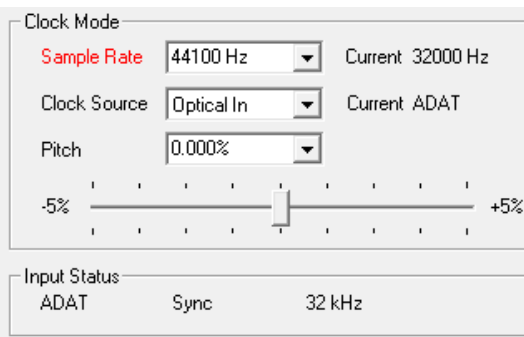 Clock Mode
Sample Rate 44100 Hz Current 32000 Hz
Clock Source Optical In Current ADAT
Pitch 0.000%
-5% +5%
Input Status
ADAT Sync 32 kHz